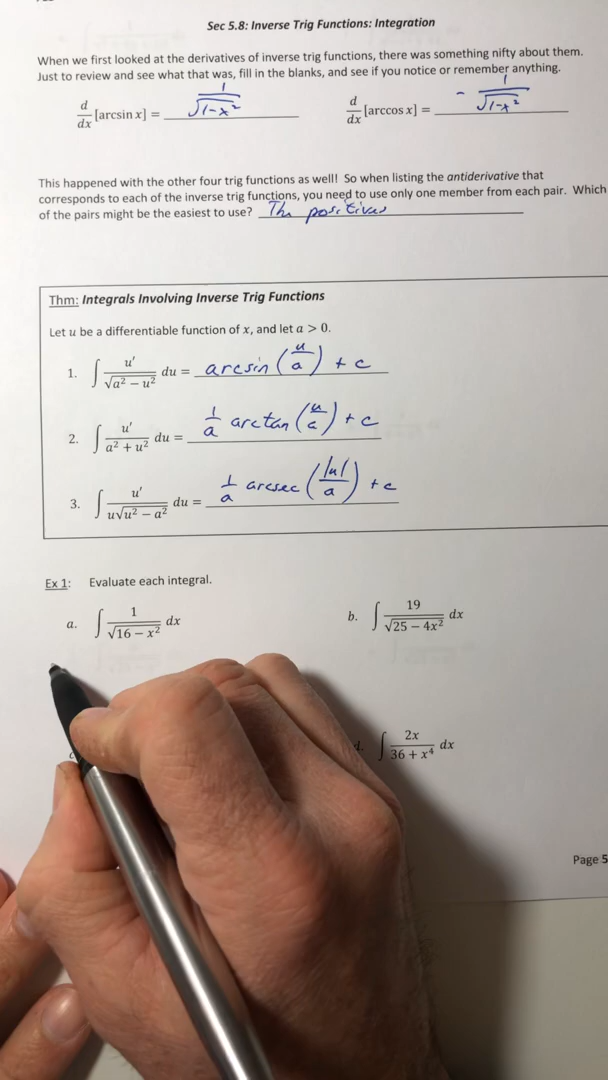 Sec 5.8: Inverse Trig Functions: Integration
When we first looked at the derivatives of inverse trig functions, there was something nifty about them.
Just to review and see what that was, fill in the blanks, and see if you notice or remember anything.
d/dx [arcsin x] = 1/√(1-x²)    d/dx [arccos x] = - 1/√(1-x²)
This happened with the other four trig functions as well! So when listing the antiderivative that
corresponds to each of the inverse trig functions, you need to use only one member from each pair. Which
of the pairs might be the easiest to use? The positives
Thm: Integrals Involving Inverse Trig Functions
Let u be a differentiable function of x, and let a > 0.
1. ∫ u'/√(a² − u²) du = arcsin (u/a) + c
2. ∫ u'/(a² + u²) du = 1/a arctan (u/a) + c
3. ∫ u'/(u√(u² − a²)) du = 1/a arcsec (|u|/a) + c
Ex 1: Evaluate each integral.
a. ∫ 1/√(16 − x²) dx    b. ∫ 19/√(25 − 4x²) dx
d. ∫ 2x/(36 + x⁴) dx
Page 5